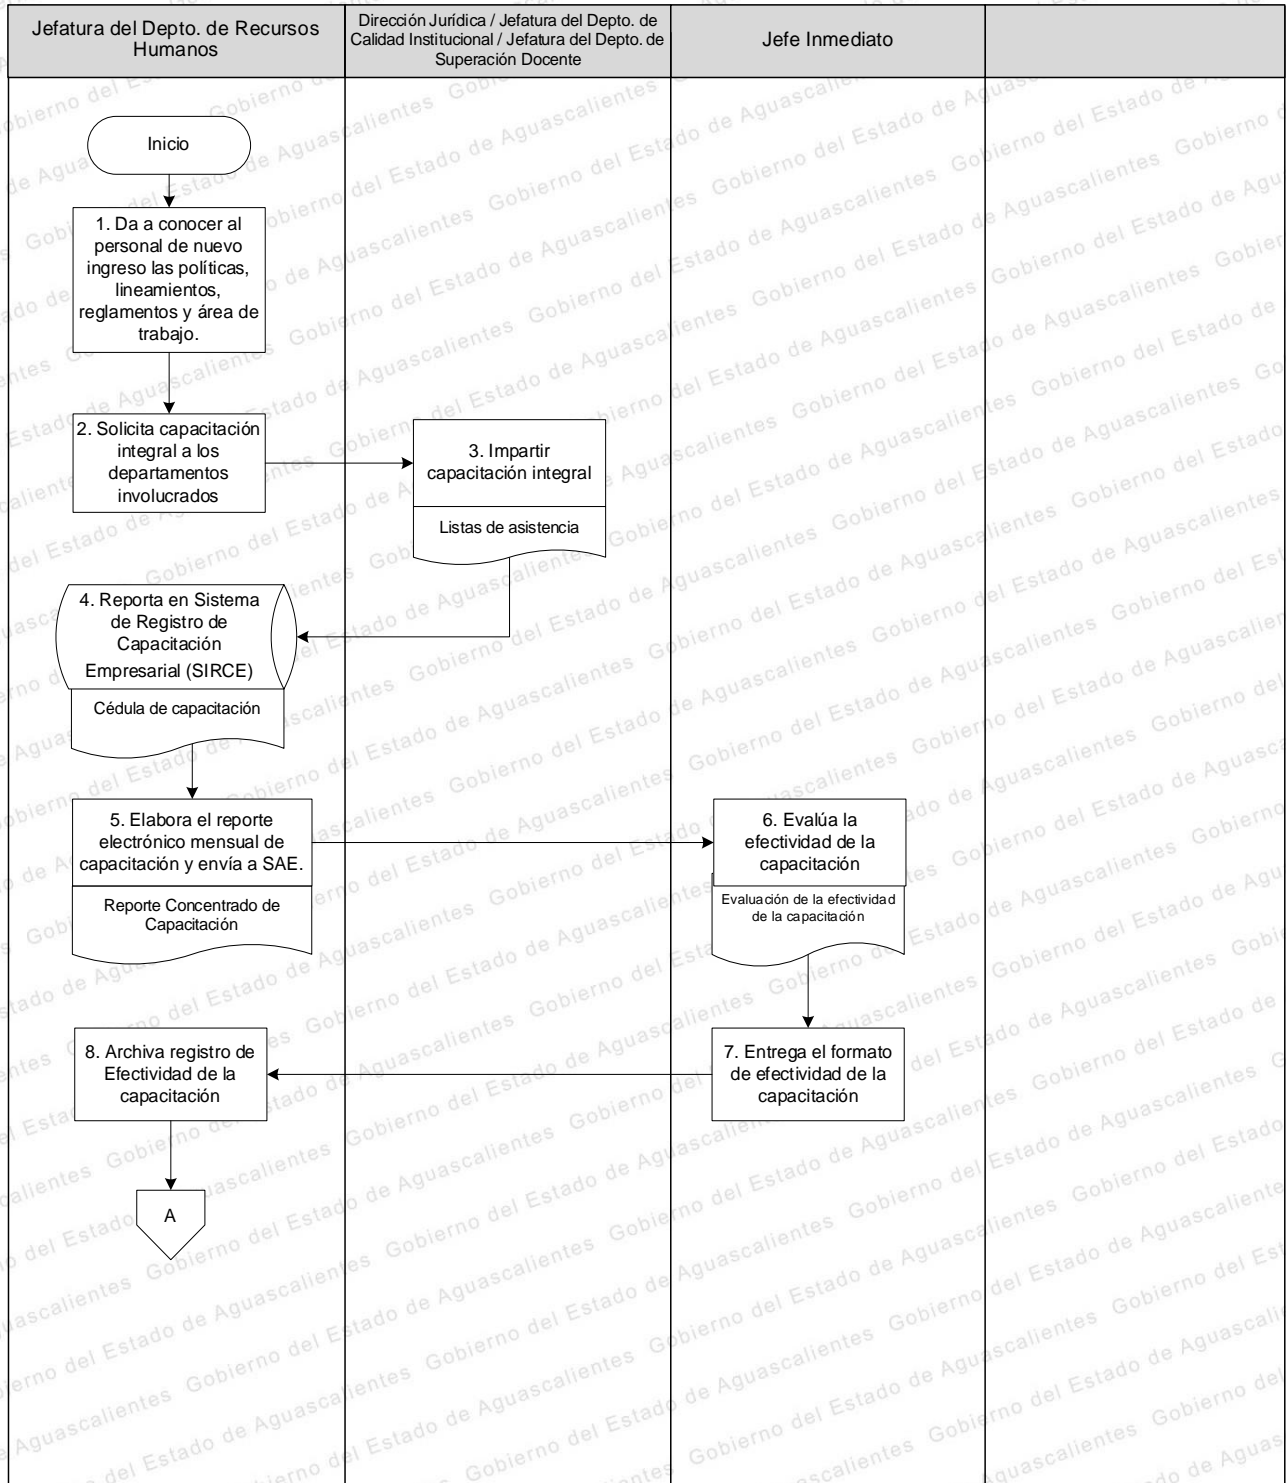 Jefatura del Depto. de Recursos
Humanos
Dirección Jurídica / Jefatura del Depto. de
Calidad Institucional / Jefatura del Depto. de
Superación Docente
Jefe Inmediato
Inicio
1. Da a conocer al
personal de nuevo
ingreso las políticas,
lineamientos,
reglamentos y área de
trabajo.
2. Solicita capacitación
integral a los
departamentos
involucrados
3. Impartir
capacitación integral
Listas de asistencia
4. Reporta en Sistema
de Registro de
Capacitación
Empresarial (SIRCE)
Cédula de capacitación
5. Elabora el reporte
electrónico mensual de
capacitación y envía a SAE.
Reporte Concentrado de
Capacitación
6. Evalúa la
efectividad de la
capacitación
Evaluación de la efectividad
de la capacitación
7. Entrega el formato
de efectividad de la
capacitación
8. Archiva registro de
Efectividad de la
capacitación
A
Gobierno del Estado de Aguascalientes